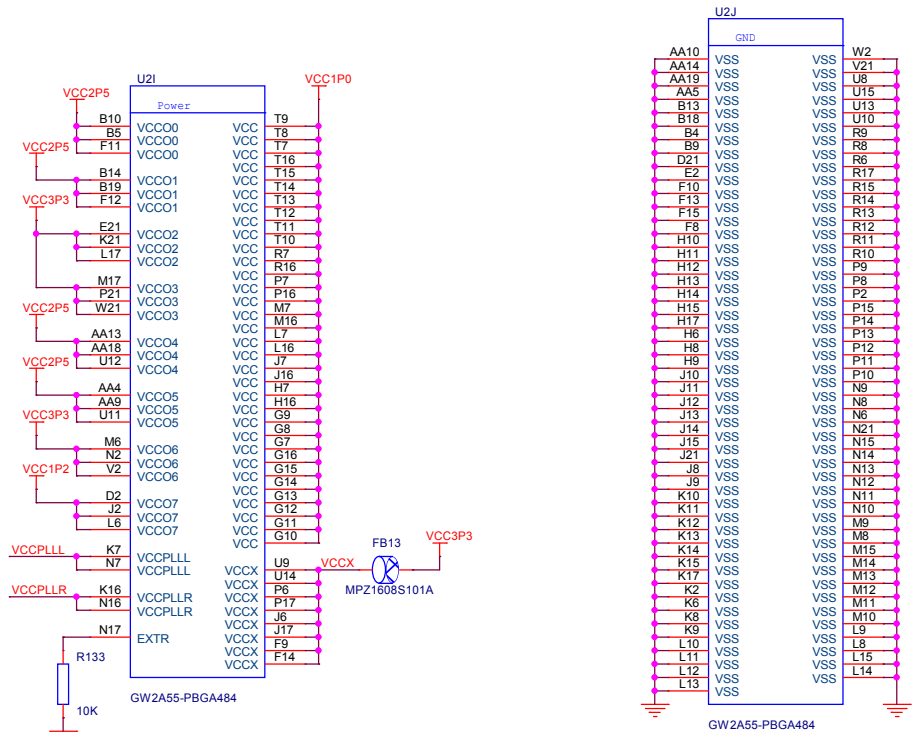 U2I
Power
VCC2P5
B10 VCCO0
B5 VCCO0
F11 VCCO0
VCC2P5
B14 VCCO1
B19 VCCO1
F12 VCCO1
VCC3P3
E21 VCCO2
K21 VCCO2
L17 VCCO2
M17 VCCO3
P21 VCCO3
W21 VCCO3
VCC2P5
AA13 VCCO4
AA18 VCCO4
U12 VCCO4
VCC2P5
AA4 VCCO5
AA9 VCCO5
U11 VCCO5
VCC3P3
M6 VCCO6
N2 VCCO6
V2 VCCO6
VCC1P2
D2 VCCO7
J2 VCCO7
L6 VCCO7
VCCPLLL
K7 VCCPLLL
N7 VCCPLLL
VCCPLLR
K16 VCCPLLR
N16 VCCPLLR
N17 EXTR
R133
10K
VCC1P0
VCC T9
VCC T8
VCC T7
VCC T16
VCC T15
VCC T14
VCC T13
VCC T12
VCC T11
VCC T10
VCC R7
VCC R16
VCC P7
VCC P16
VCC M7
VCC M16
VCC L7
VCC L16
VCC J7
VCC J16
VCC H7
VCC H16
VCC G9
VCC G8
VCC G7
VCC G16
VCC G15
VCC G14
VCC G13
VCC G12
VCC G11
VCC G10
VCCX U9
VCCX U14
VCCX P6
VCCX P17
VCCX J6
VCCX J17
VCCX F9
VCCX F14
VCCX
FB13
VCC3P3
MPZ1608S101A
GW2A55-PBGA484
U2J
GND
AA10 VSS VSS W2
AA14 VSS VSS V21
AA19 VSS VSS U8
AA5 VSS VSS U15
B13 VSS VSS U13
B18 VSS VSS U10
B4 VSS VSS R9
B9 VSS VSS R8
D21 VSS VSS R6
E2 VSS VSS R17
F10 VSS VSS R15
F13 VSS VSS R14
F15 VSS VSS R13
F8 VSS VSS R12
H10 VSS VSS R11
H11 VSS VSS R10
H12 VSS VSS P9
H13 VSS VSS P8
H14 VSS VSS P2
H15 VSS VSS P15
H17 VSS VSS P14
H6 VSS VSS P13
H8 VSS VSS P12
H9 VSS VSS P11
J10 VSS VSS P10
J11 VSS VSS N9
J12 VSS VSS N8
J13 VSS VSS N6
J14 VSS VSS N21
J15 VSS VSS N15
J21 VSS VSS N14
J8 VSS VSS N13
J9 VSS VSS N12
K10 VSS VSS N11
K11 VSS VSS N10
K12 VSS VSS M9
K13 VSS VSS M8
K14 VSS VSS M15
K15 VSS VSS M14
K17 VSS VSS M13
K2 VSS VSS M12
K6 VSS VSS M11
K8 VSS VSS M10
K9 VSS VSS L9
L10 VSS VSS L8
L11 VSS VSS L15
L12 VSS VSS L14
L13 VSS
GW2A55-PBGA484